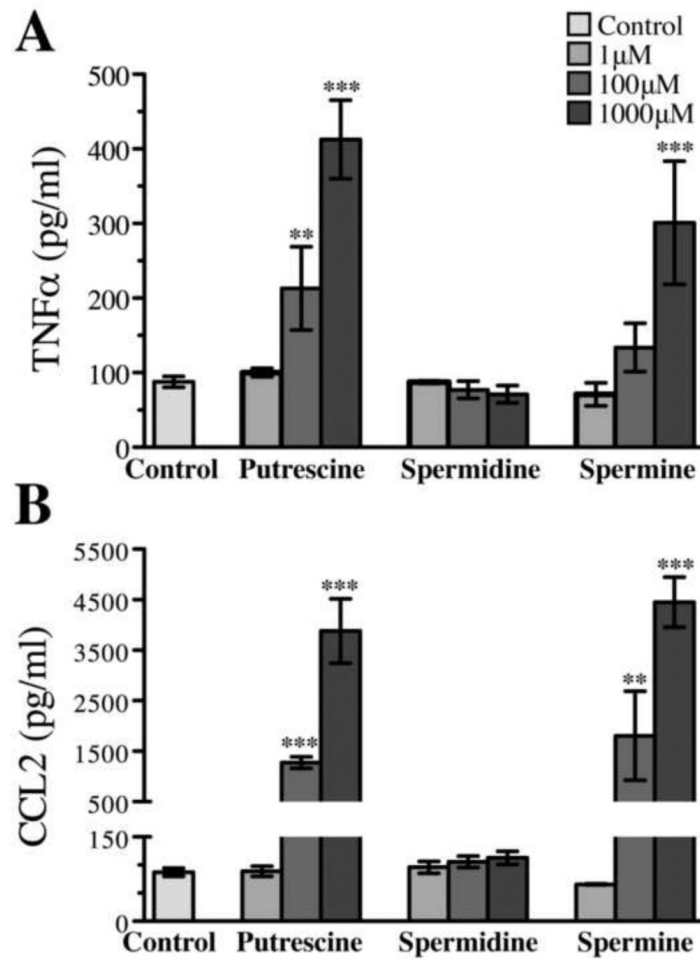 A
Control
1μM
100μM
1000μM
TNFα (pg/ml)
500
400
300
200
100
0
***
**
***
Control Putrescine Spermidine Spermine
B
CCL2 (pg/ml)
5500
4500
3500
2500
1500
500
150
0
***
***
**
***
Control Putrescine Spermidine Spermine